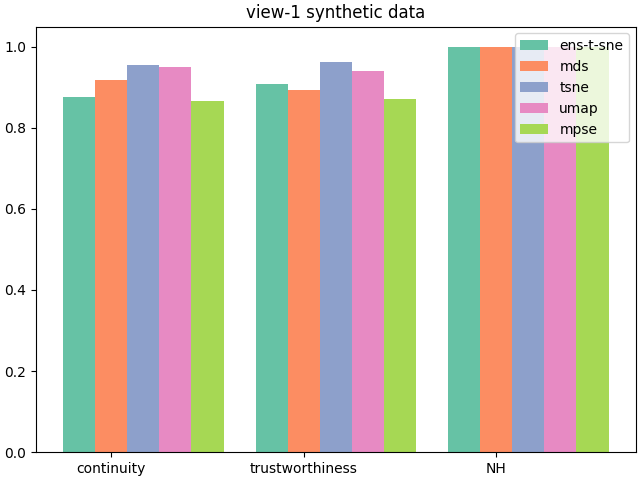 view-1 synthetic data
1.0
0.8
0.6
0.4
0.2
0.0
ens-t-sne
mds
tsne
umap
mpse
continuity
trustworthiness
NH